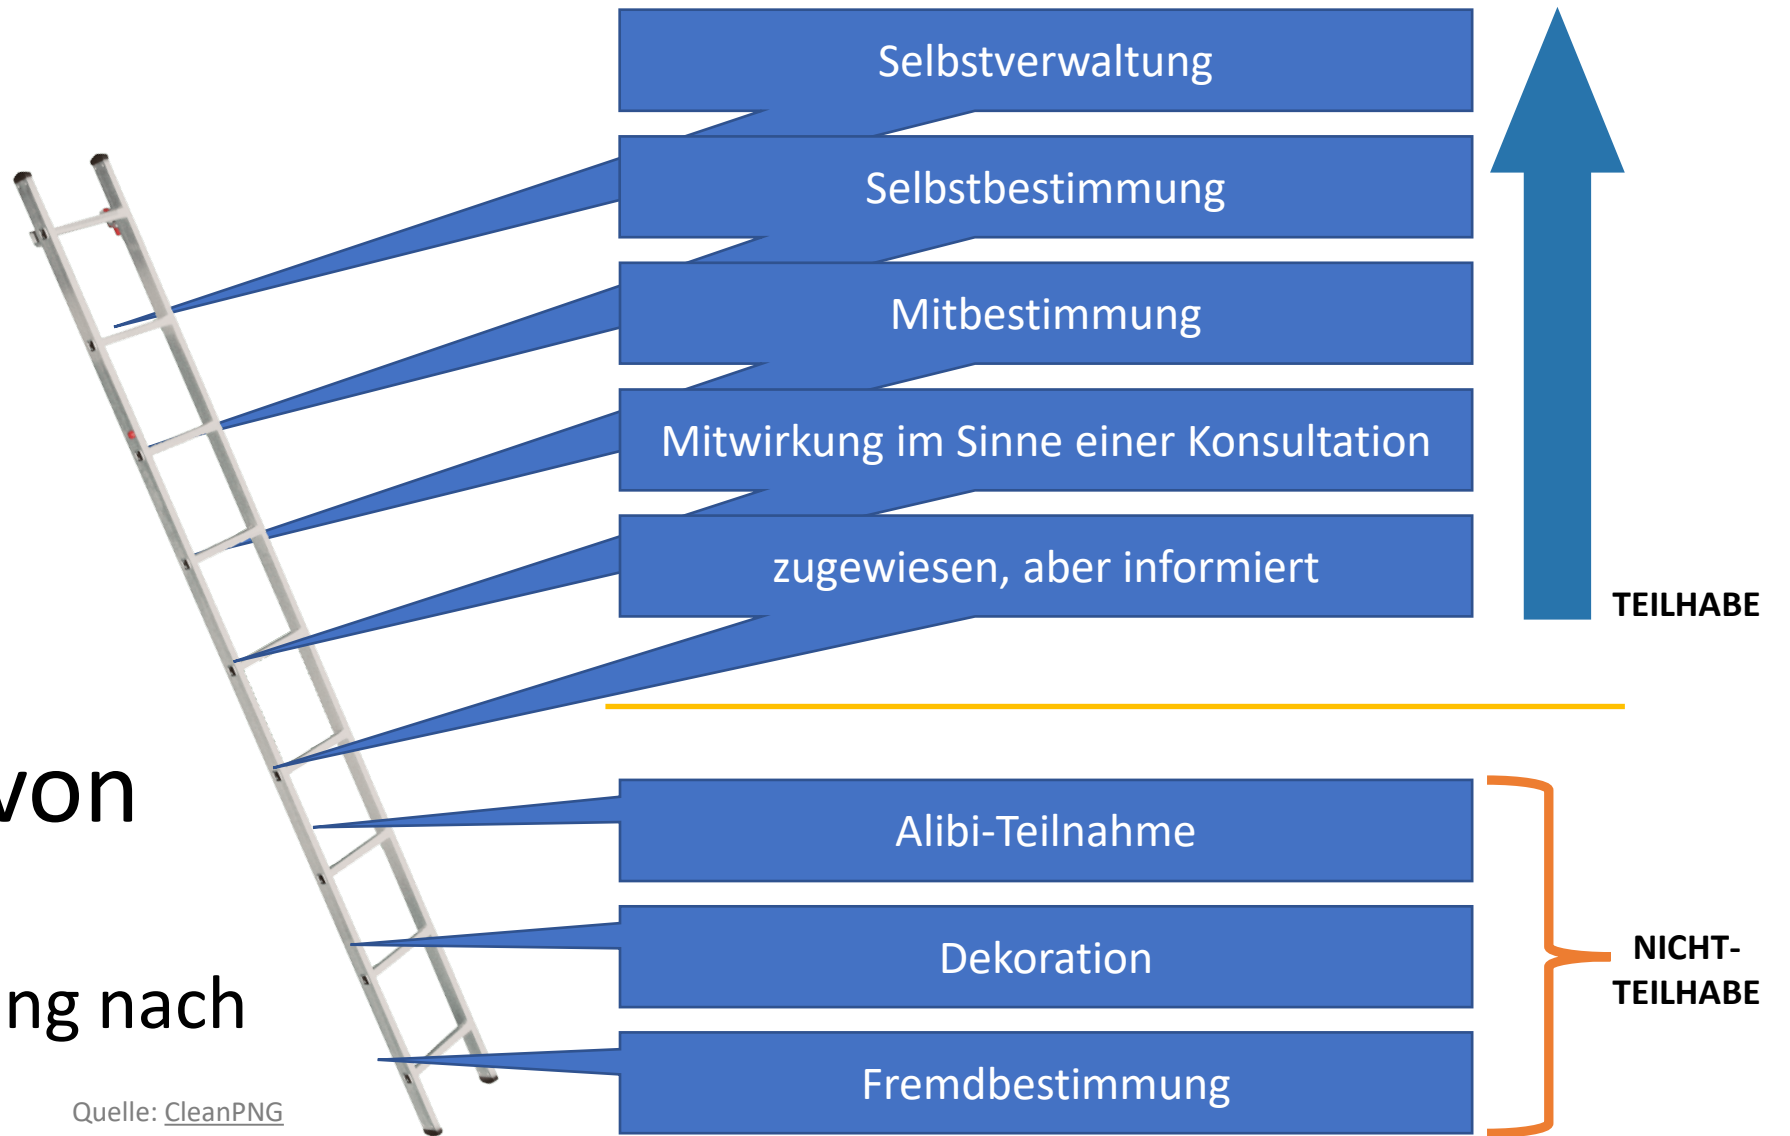 Selbstverwaltung
Selbstbestimmung
Mitbestimmung
Mitwirkung im Sinne einer Konsultation
zugewiesen, aber informiert
TEILHABE
von
Alibi-Teilnahme
Dekoration
NICHT-
TEILHABE
ng nach
Fremdbestimmung
Quelle: CleanPNG